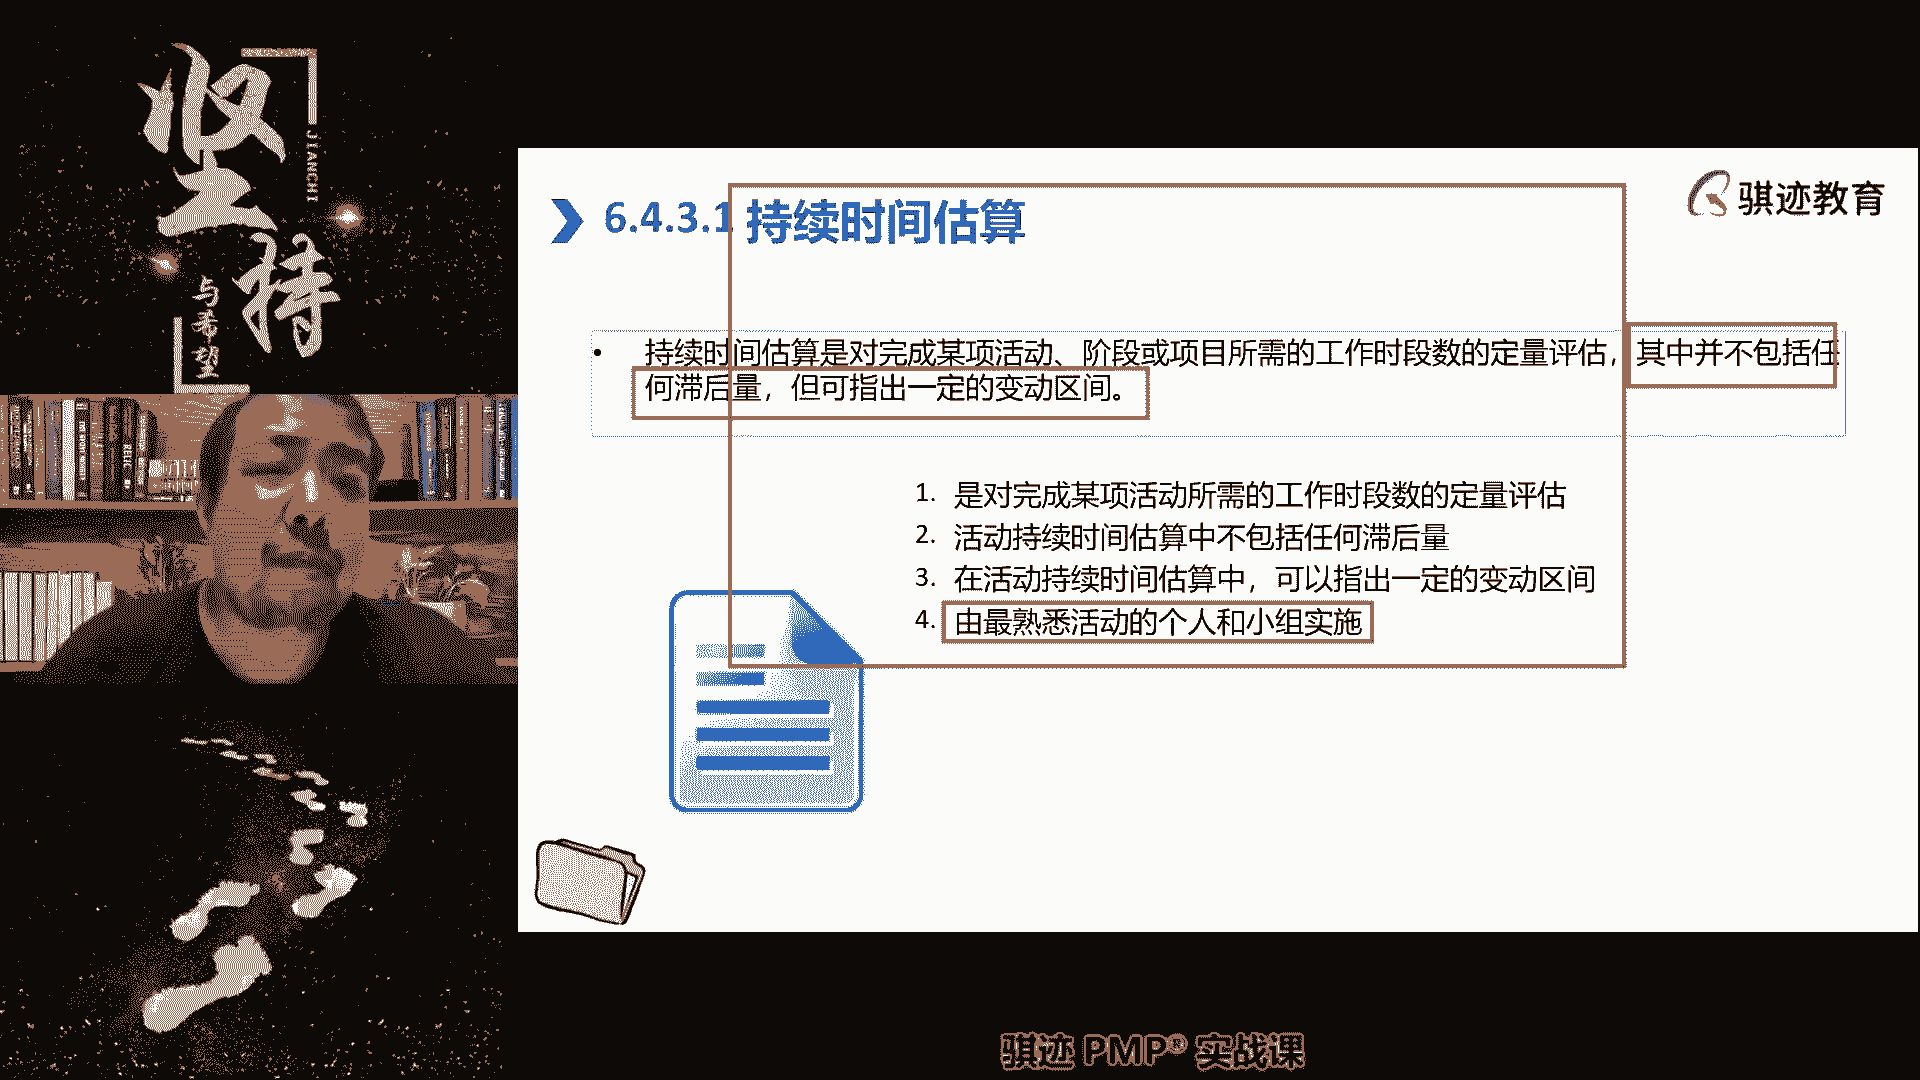 坚
持
JIANCHI
与
希
望
骐迹教育
6.4.3.1 持续时间估算
• 持续时间估算是对完成某项活动、阶段或项目所需的工作时段数的定量评估，其中并不包括任
何滞后量，但可指出一定的变动区间。
1. 是对完成某项活动所需的工作时段数的定量评估
2. 活动持续时间估算中不包括任何滞后量
3. 在活动持续时间估算中，可以指出一定的变动区间
4. 由最熟悉活动的个人和小组实施
骐迹 PMP® 实战课